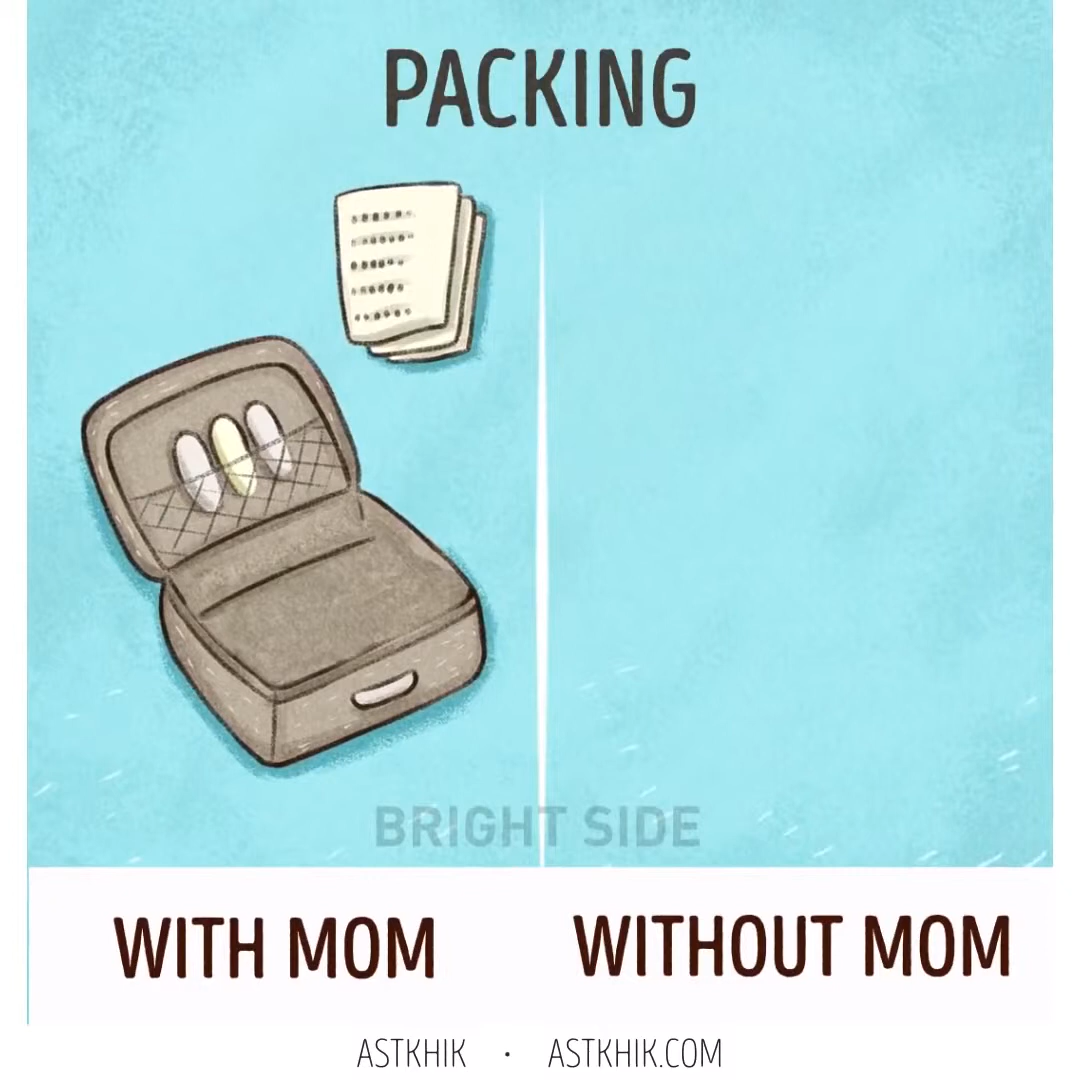 PACKING
BRIGHT SIDE
WITH MOM
WITHOUT MOM
ASTKHIK · ASTKHIK.COM